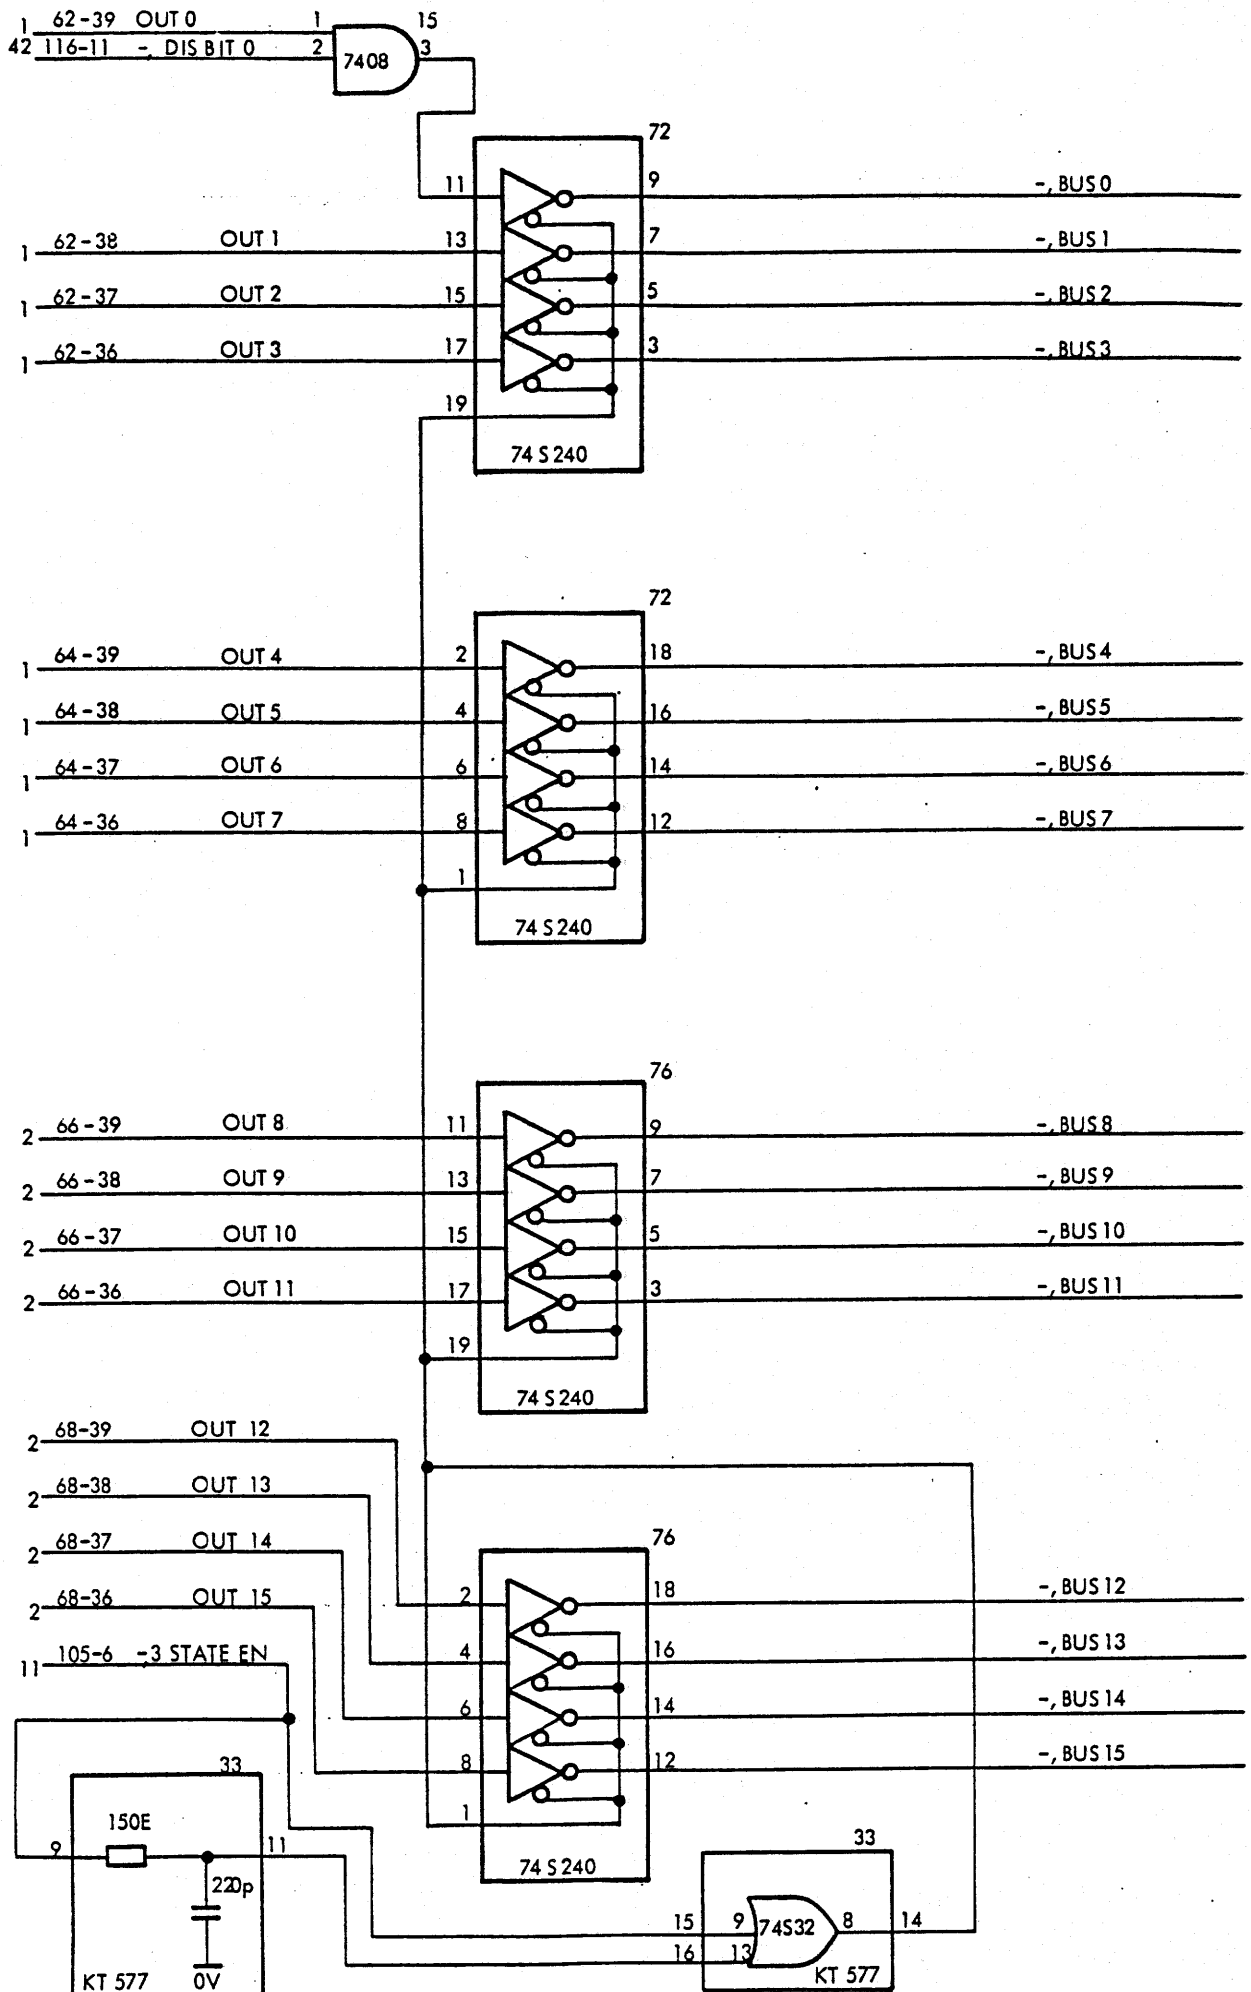 1 62-39 OUT 0 1 15
42 116-11 -, DIS BIT 0 2 7408 3
72
11 9 -, BUS 0
1 62-38 OUT 1 13 7 -, BUS 1
1 62-37 OUT 2 15 5 -, BUS 2
1 62-36 OUT 3 17 3 -, BUS 3
19
74 S 240
72
1 64-39 OUT 4 2 18 -, BUS 4
1 64-38 OUT 5 4 16 -, BUS 5
1 64-37 OUT 6 6 14 -, BUS 6
1 64-36 OUT 7 8 12 -, BUS 7
1
74 S 240
76
2 66-39 OUT 8 11 9 -, BUS 8
2 66-38 OUT 9 13 7 -, BUS 9
2 66-37 OUT 10 15 5 -, BUS 10
2 66-36 OUT 11 17 3 -, BUS 11
19
74 S 240
2 68-39 OUT 12
2 68-38 OUT 13
2 68-37 OUT 14
76
2 68-36 OUT 15 2 18 -, BUS 12
11 105-6 -,3 STATE EN 4 16 -, BUS 13
6 14 -, BUS 14
33 8 12 -, BUS 15
150E 1
9 11 33
74 S 240
220p
15 9 74S32 8 14
16 13
KT 577 0V KT 577